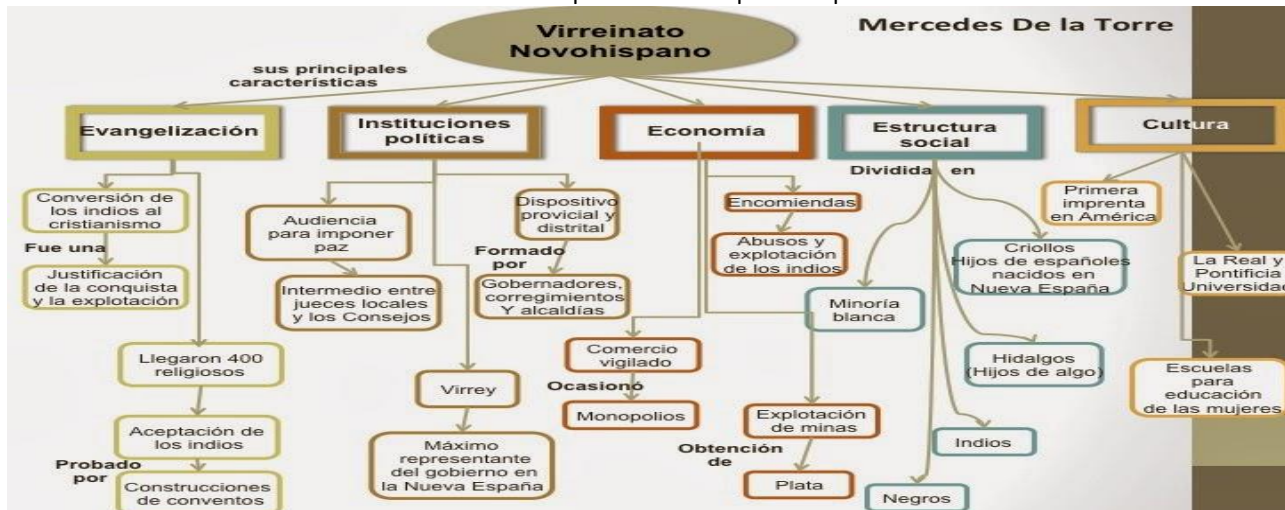 Virreinato
Novohispano
Mercedes De la Torre
sus principales
características
Evangelización
Instituciones
políticas
Economía
Estructura
social
Cultura
Conversión de
los indios al
cristianismo
Fue una
Justificación
de la conquista
y la explotación
Llegaron 400
religiosos
Aceptación de
los indios
Probado
por
Construcciones
de conventos
Audiencia
para imponer
paz
Intermedio entre
jueces locales
y los Consejos
Dispositivo
provicial y
distrital
Formado
por
Gobernadores,
corregimientos
Y alcaldías
Virrey
Máximo
representante
del gobierno en
la Nueva España
Encomiendas
Abusos y
explotación
de los indios
Comercio
vigilado
Ocasionó
Monopolios
Explotación
de minas
Obtención
de
Plata
Dividida en
Minoría
blanca
Criollos
Hijos de españoles
nacidos en
Nueva España
Hidalgos
(Hijos de algo)
Indios
Negros
Primera
imprenta
en América
La Real y
Pontificia
Universidad
Escuelas
para
educación
de las mujeres